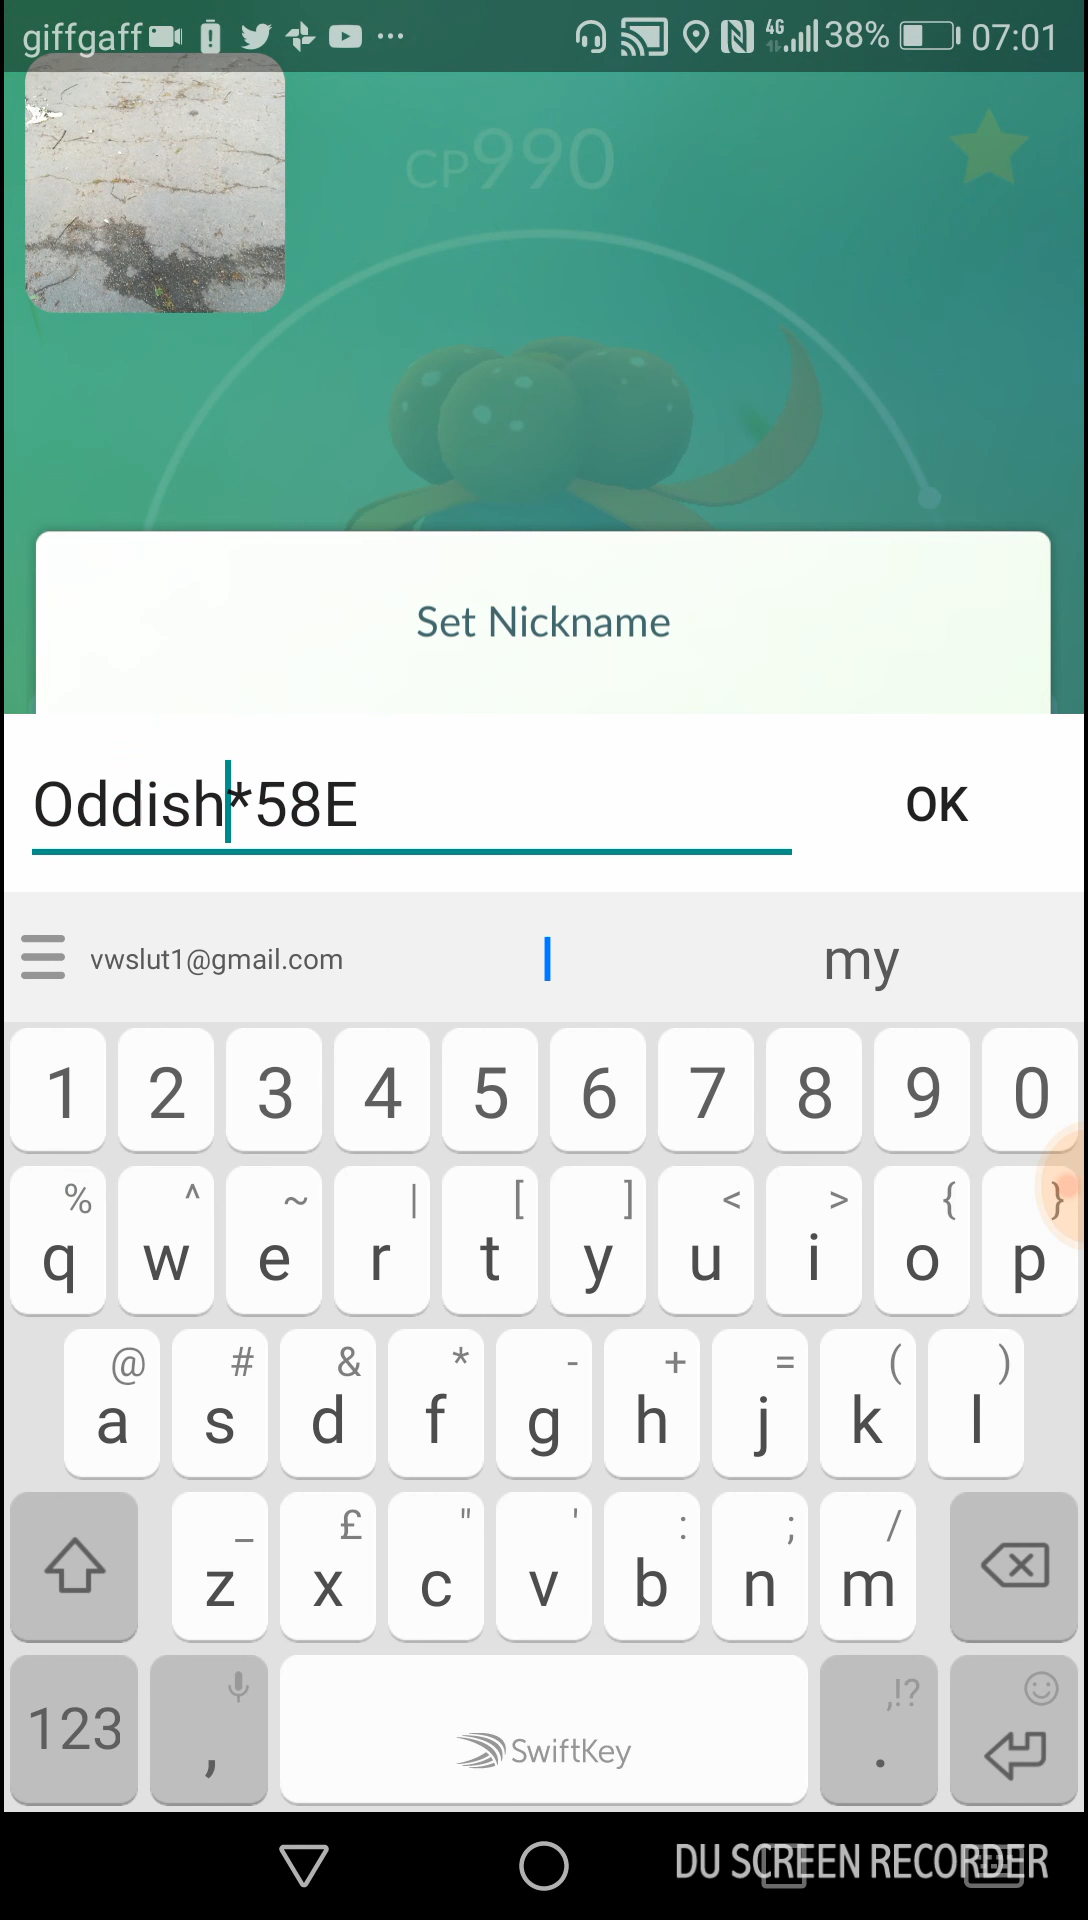 giffgaff ... 4G 38% 07:01
CP990
Set Nickname
Oddish*58E OK
vwslut1@gmail.com I my
1 2 3 4 5 6 7 8 9 0
% ^ ~ | [ ] < > { }
q w e r t y u i o p
@ # & * - + = ( )
a s d f g h j k l
_ £ " ' : ; /
z x c v b n m
123 , SwiftKey ,!? .
DU SCREEN RECORDER